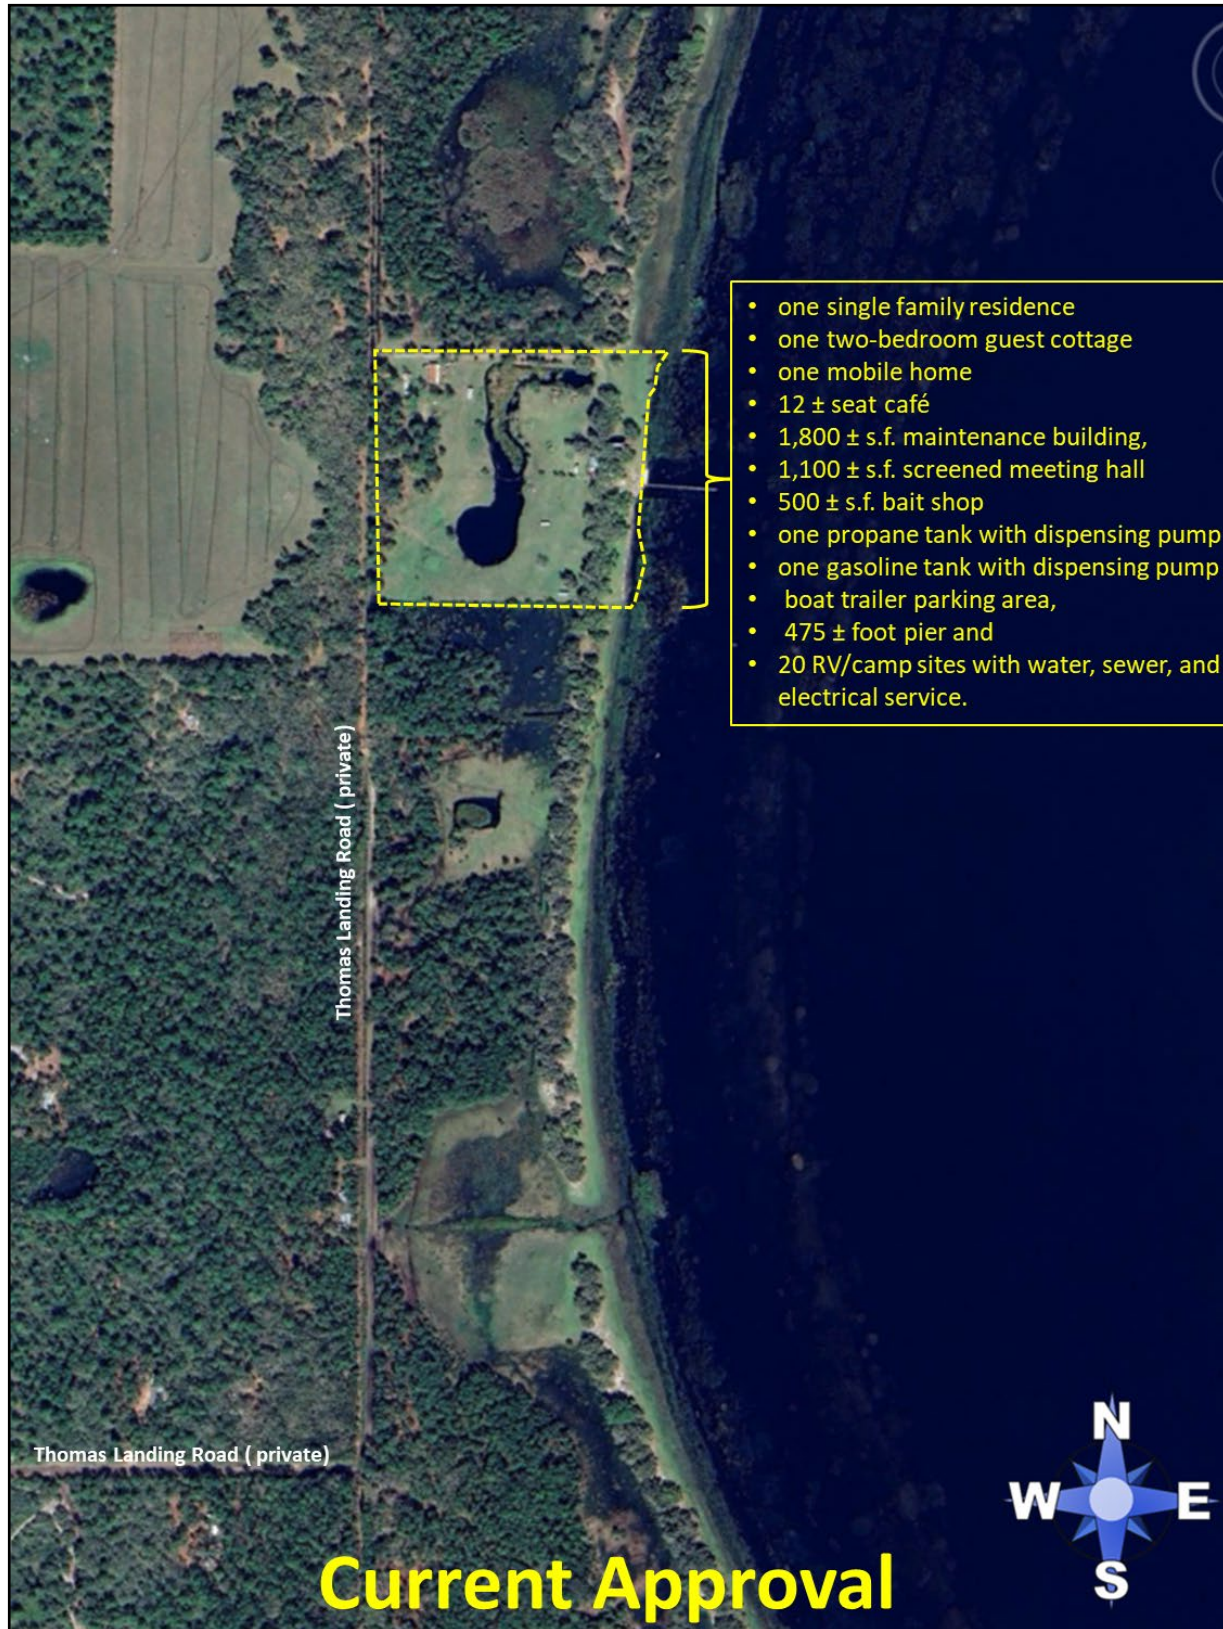 • one single family residence
• one two-bedroom guest cottage
• one mobile home
• 12 ± seat café
• 1,800 ± s.f. maintenance building,
• 1,100 ± s.f. screened meeting hall
• 500 ± s.f. bait shop
• one propane tank with dispensing pump
• one gasoline tank with dispensing pump
• boat trailer parking area,
• 475 ± foot pier and
• 20 RV/camp sites with water, sewer, and
electrical service.
Thomas Landing Road ( private)
Thomas Landing Road ( private)
N
W E
S
Current Approval